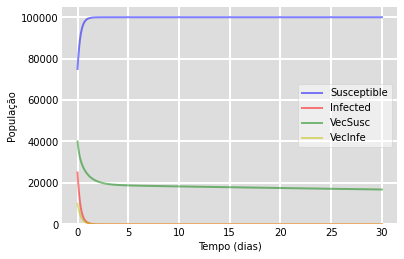 100000
80000
60000
40000
20000
0
População
Susceptible
Infected
VecSusc
VecInfe
0 5 10 15 20 25 30
Tempo (dias)